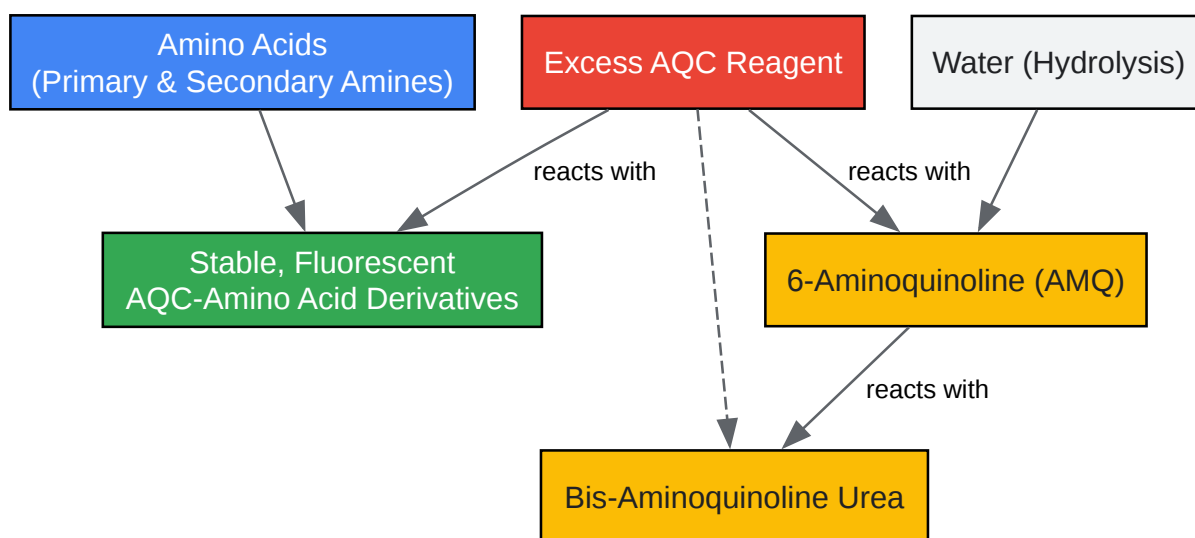 Amino Acids
(Primary & Secondary Amines)
Excess AQC Reagent
Water (Hydrolysis)
reacts with
reacts with
Stable, Fluorescent
AQC-Amino Acid Derivatives
6-Aminoquinoline (AMQ)
reacts with
Bis-Aminoquinoline Urea